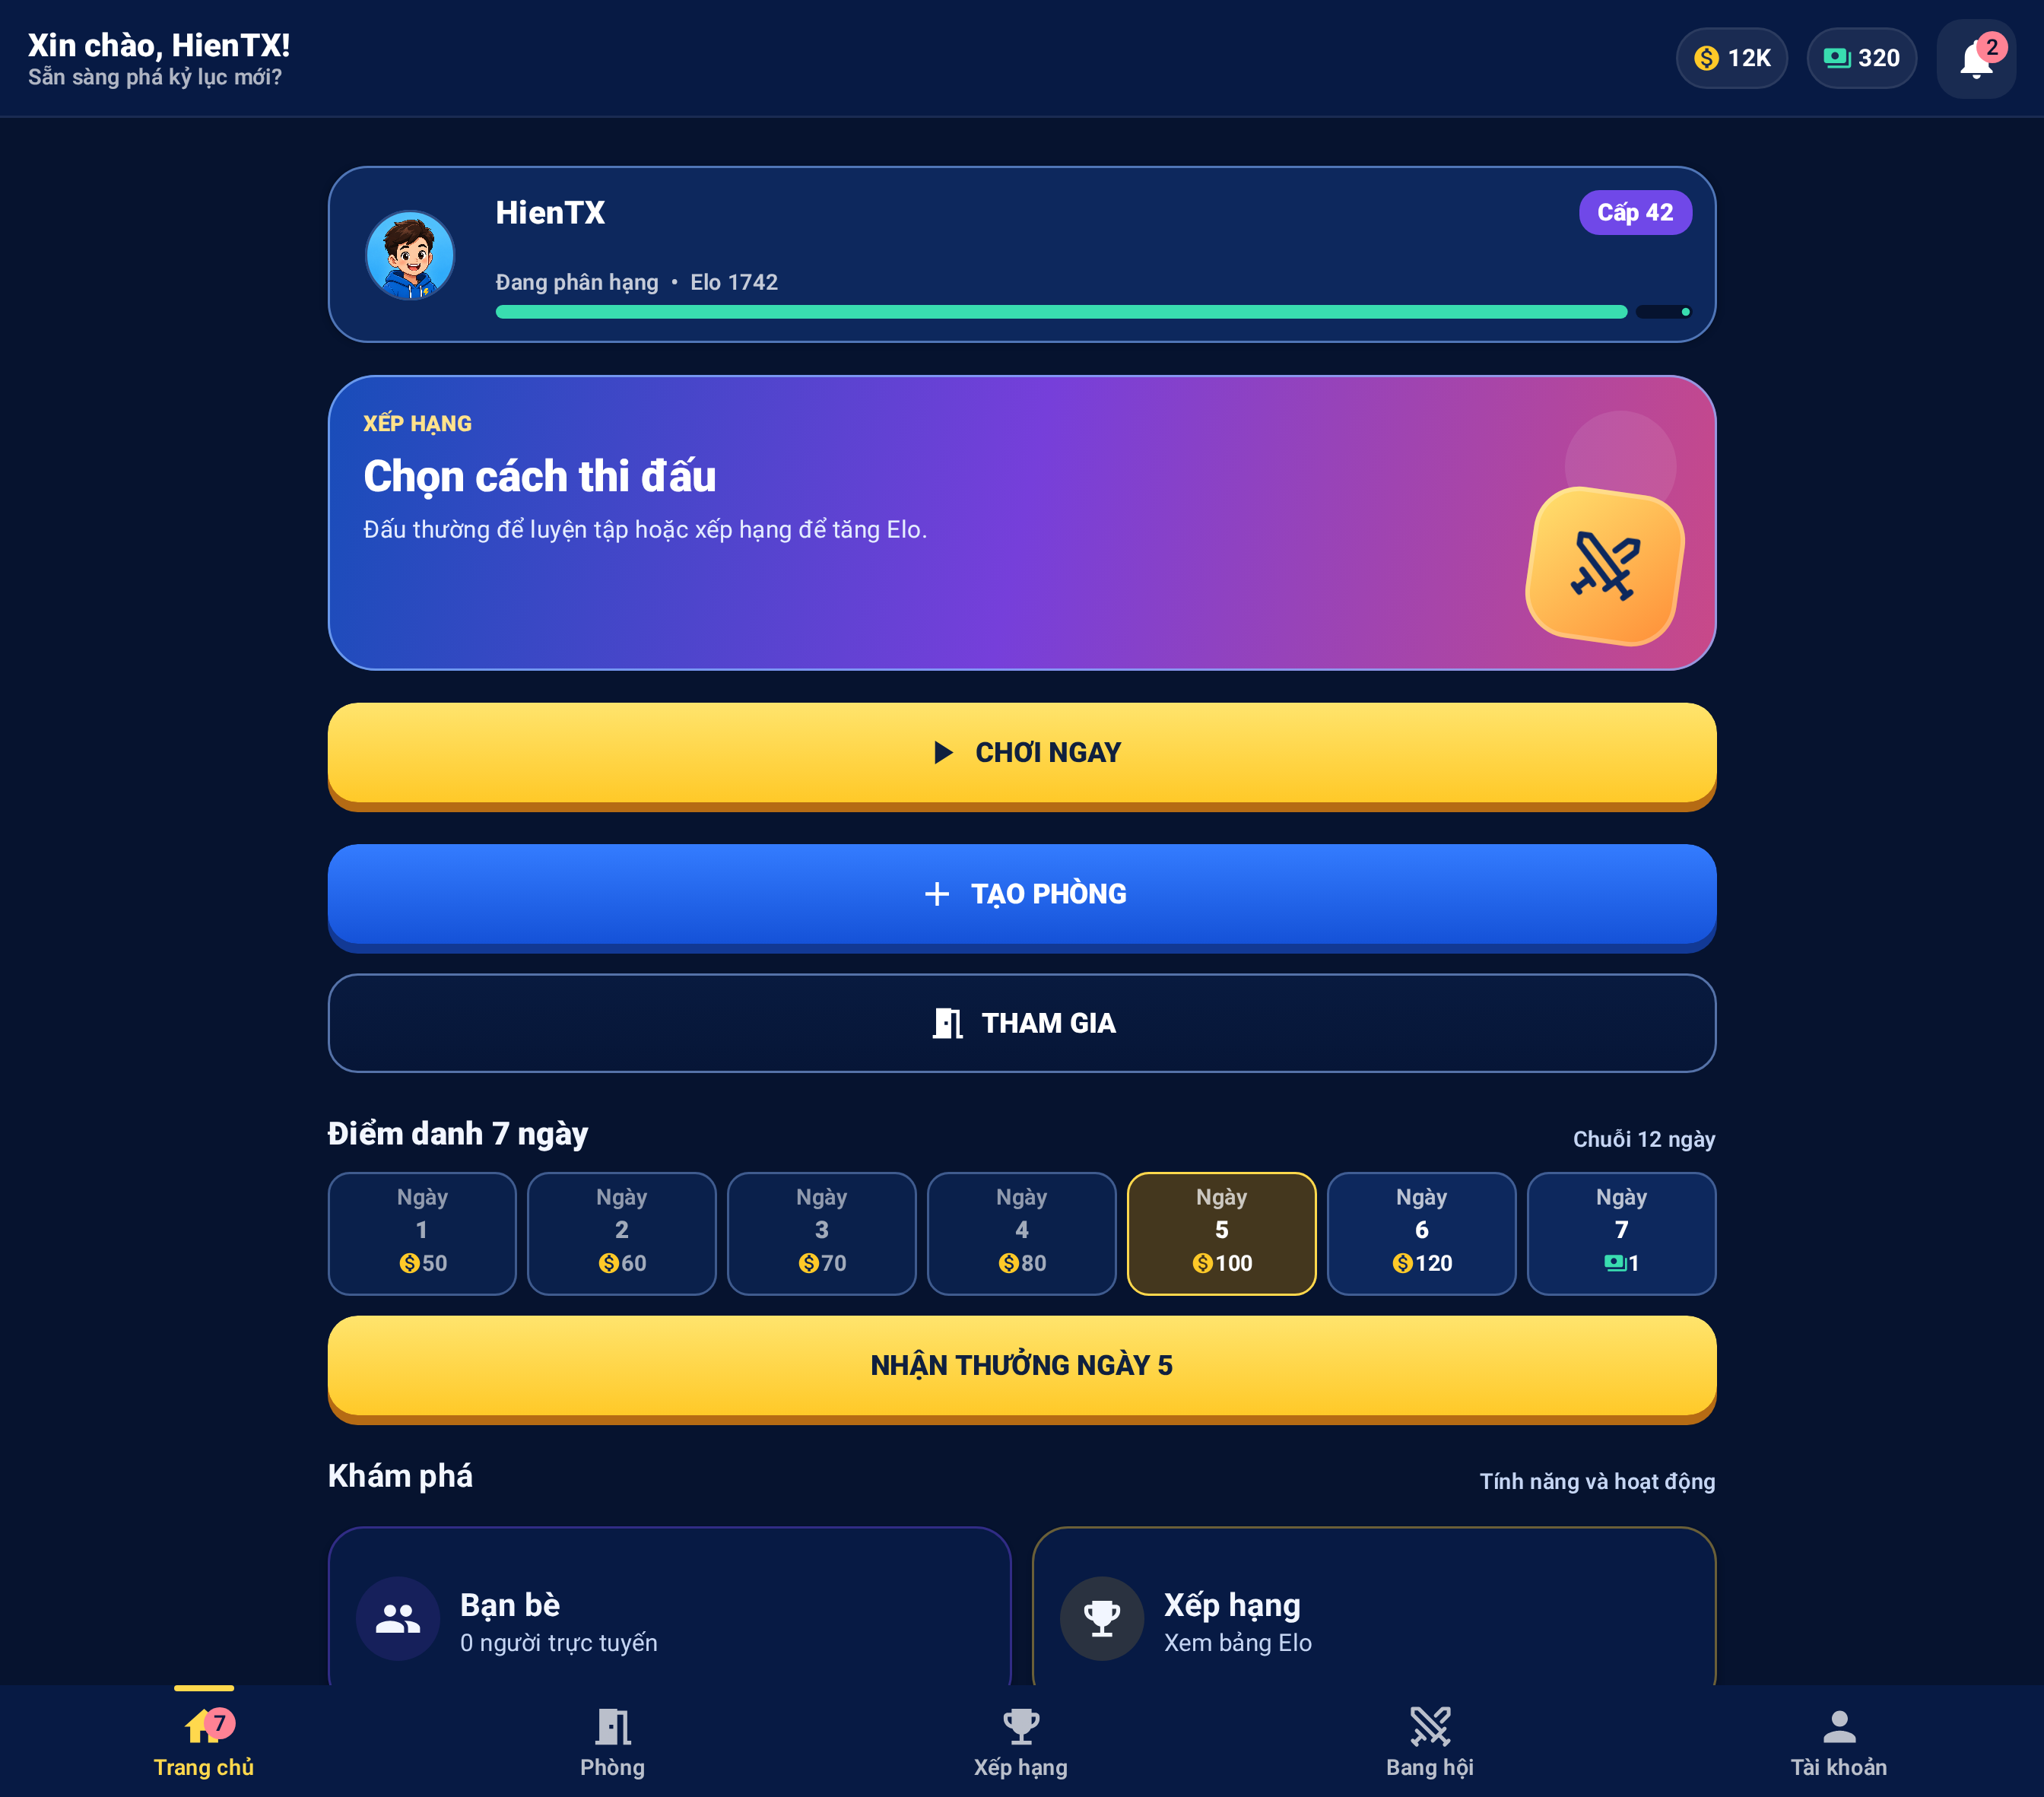 Xin chào, HienTX!
Sẵn sàng phá kỷ lục mới?
12K
320
2
HienTX
Cấp 42
Đang phân hạng • Elo 1742
XẾP HẠNG
Chọn cách thi đấu
Đấu thường để luyện tập hoặc xếp hạng để tăng Elo.
CHƠI NGAY
TẠO PHÒNG
THAM GIA
Điểm danh 7 ngày
Chuỗi 12 ngày
Ngày
1
50
Ngày
2
60
Ngày
3
70
Ngày
4
80
Ngày
5
100
Ngày
6
120
Ngày
7
1
NHẬN THƯỞNG NGÀY 5
Khám phá
Tính năng và hoạt động
Bạn bè
0 người trực tuyến
Xếp hạng
Xem bảng Elo
7
Trang chủ
Phòng
Xếp hạng
Bang hội
Tài khoản